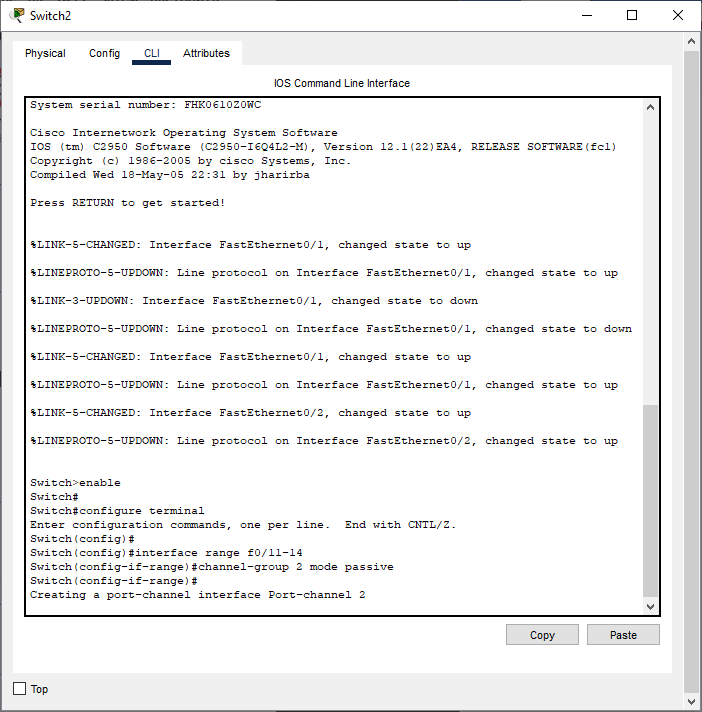 Switch2
Physical Config CLI Attributes
IOS Command Line Interface
System serial number: FHK0610Z0WC
Cisco Internetwork Operating System Software
IOS (tm) C2950 Software (C2950-I6Q4L2-M), Version 12.1(22)EA4, RELEASE SOFTWARE(fc1)
Copyright (c) 1986-2005 by cisco Systems, Inc.
Compiled Wed 18-May-05 22:31 by jharirba
Press RETURN to get started!
%LINK-5-CHANGED: Interface FastEthernet0/1, changed state to up
%LINEPROTO-5-UPDOWN: Line protocol on Interface FastEthernet0/1, changed state to up
%LINK-3-UPDOWN: Interface FastEthernet0/1, changed state to down
%LINEPROTO-5-UPDOWN: Line protocol on Interface FastEthernet0/1, changed state to down
%LINK-5-CHANGED: Interface FastEthernet0/1, changed state to up
%LINEPROTO-5-UPDOWN: Line protocol on Interface FastEthernet0/1, changed state to up
%LINK-5-CHANGED: Interface FastEthernet0/2, changed state to up
%LINEPROTO-5-UPDOWN: Line protocol on Interface FastEthernet0/2, changed state to up
Switch>enable
Switch#
Switch#configure terminal
Enter configuration commands, one per line.  End with CNTL/Z.
Switch(config)#
Switch(config)#interface range f0/11-14
Switch(config-if-range)#channel-group 2 mode passive
Switch(config-if-range)#
Creating a port-channel interface Port-channel 2
Copy Paste
Top